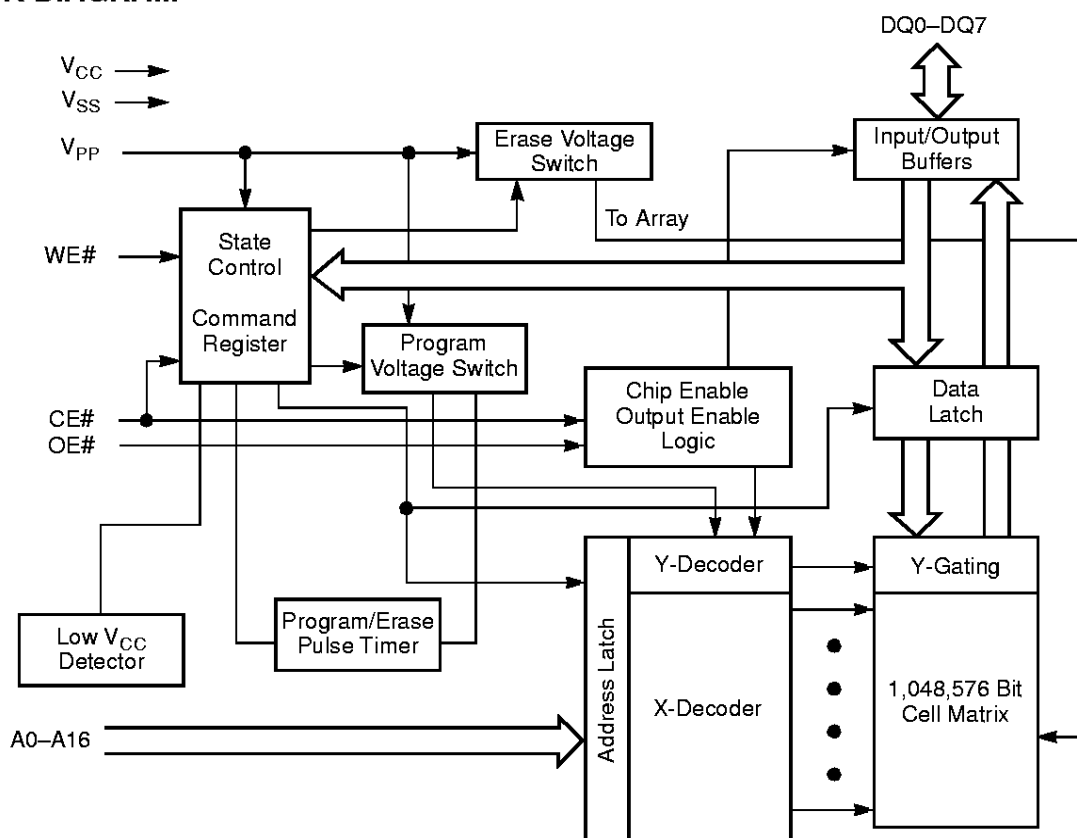 DQ0–DQ7
VCC
VSS
VPP
Erase Voltage
Switch
Input/Output
Buffers
To Array
WE#
State
Control
Command
Register
Program
Voltage Switch
CE#
OE#
Chip Enable
Output Enable
Logic
Data
Latch
Y-Decoder
Y-Gating
Low VCC
Detector
Program/Erase
Pulse Timer
Address Latch
X-Decoder
1,048,576 Bit
Cell Matrix
A0–A16